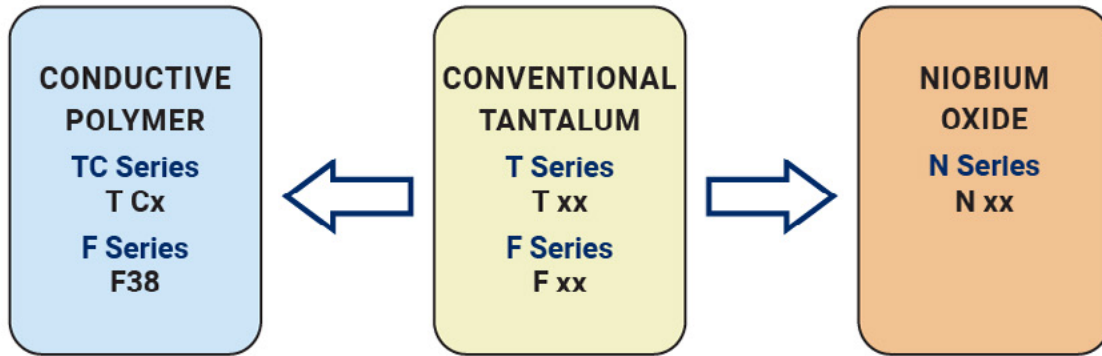 CONDUCTIVE
POLYMER
TC Series
T Cx
F Series
F38
CONVENTIONAL
TANTALUM
T Series
T xx
F Series
F xx
NIOBIUM
OXIDE
N Series
N xx